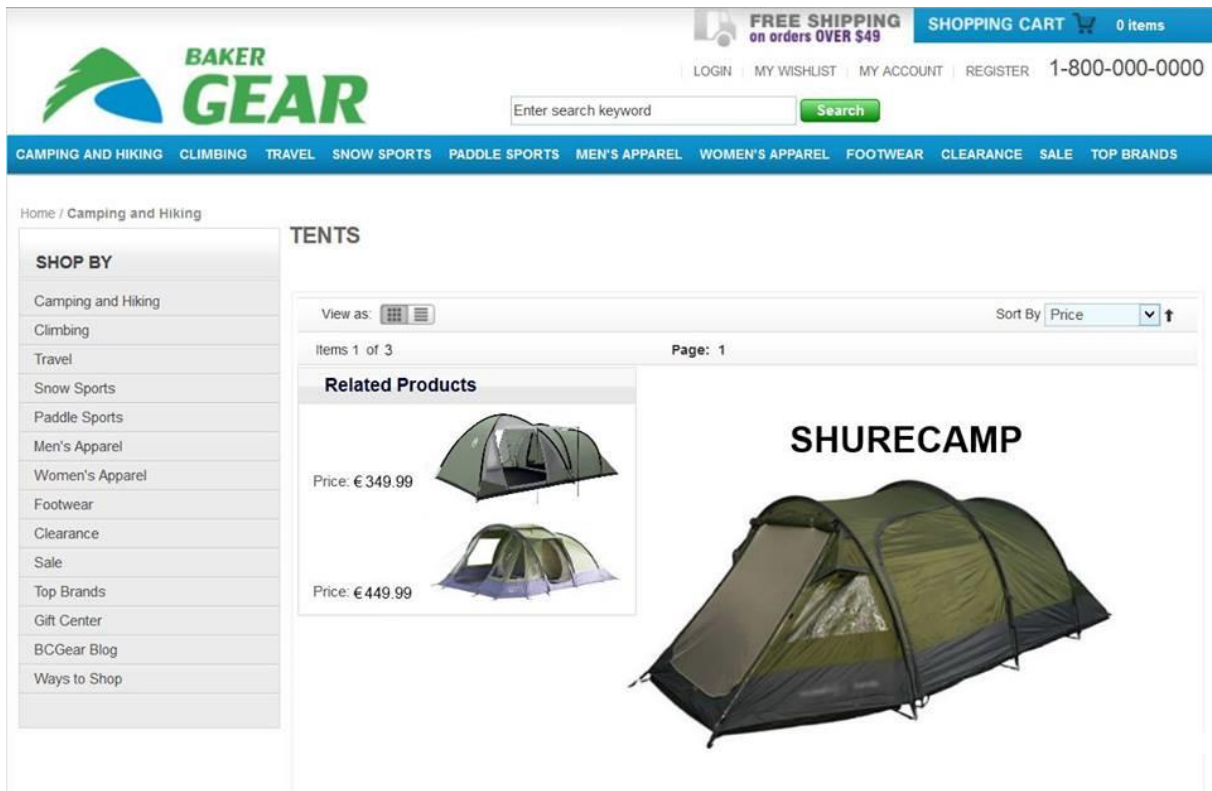 FREE SHIPPING
on orders OVER $49
SHOPPING CART 0 items
BAKER
GEAR
LOGIN MY WISHLIST MY ACCOUNT REGISTER 1-800-000-0000
Enter search keyword Search
CAMPING AND HIKING CLIMBING TRAVEL SNOW SPORTS PADDLE SPORTS MEN'S APPAREL WOMEN'S APPAREL FOOTWEAR CLEARANCE SALE TOP BRANDS
Home / Camping and Hiking
SHOP BY
Camping and Hiking
Climbing
Travel
Snow Sports
Paddle Sports
Men's Apparel
Women's Apparel
Footwear
Clearance
Sale
Top Brands
Gift Center
BCGear Blog
Ways to Shop
TENTS
View as: Sort By Price
Items 1 of 3 Page: 1
Related Products
Price: € 349.99
Price: € 449.99
SHURECAMP